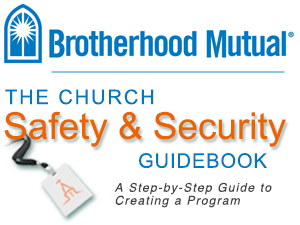 Brotherhood Mutual®
THE CHURCH
Safety & Security
GUIDEBOOK
A Step-by-Step Guide to
Creating a Program